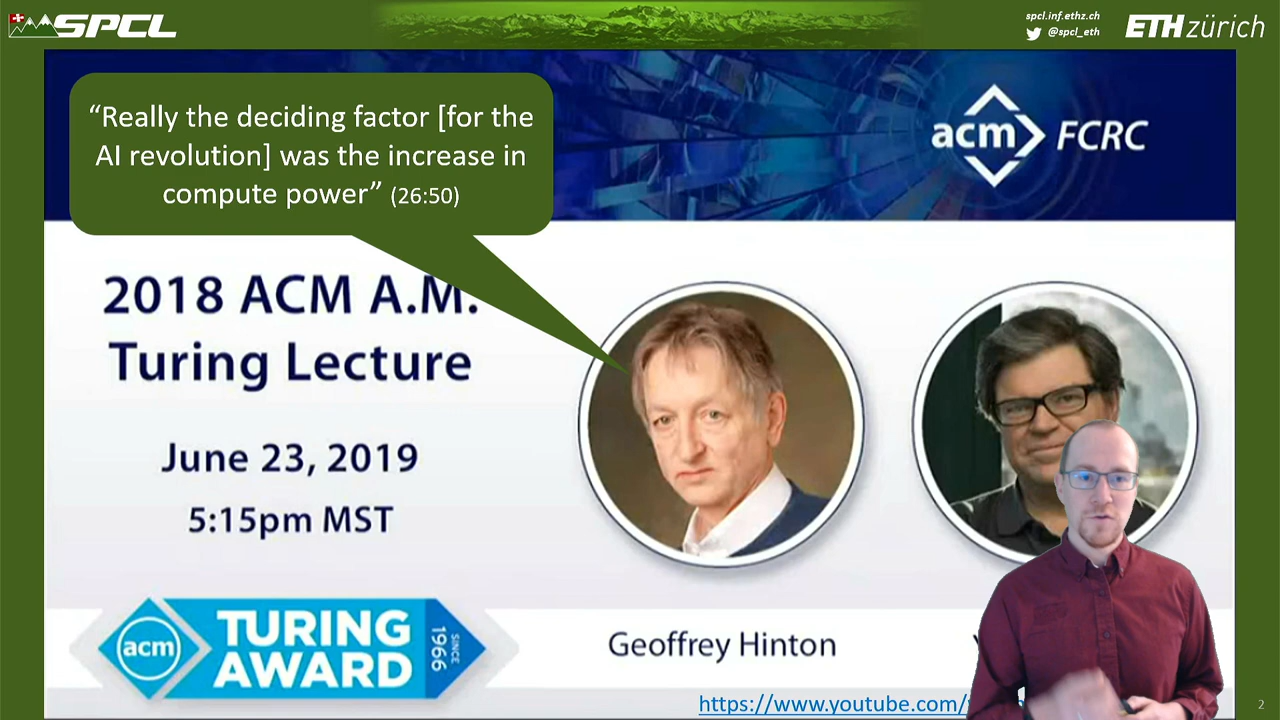 SPCL
spcl.inf.ethz.ch
@spcl_eth
ETH zürich
“Really the deciding factor [for the
AI revolution] was the increase in
compute power” (26:50)
acm FCRC
2018 ACM A.M.
Turing Lecture
June 23, 2019
5:15pm MST
acm
TURING
AWARD
SINCE
1966
Geoffrey Hinton
https://www.youtube.com/
2